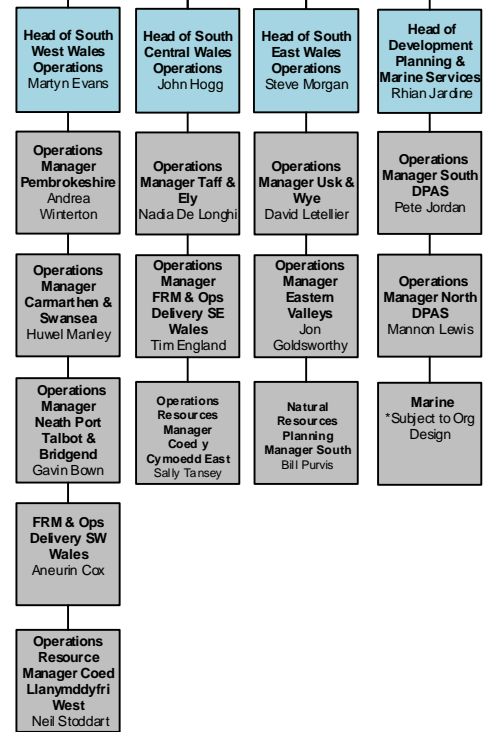 Head of South
West Wales
Operations
Martyn Evans
Operations
Manager
Pembrokeshire
Andrea
Winterton
Operations
Manager
Carmarthen &
Swansea
Huwel Manley
Operations
Manager
Neath Port
Talbot &
Bridgend
Gavin Bown
FRM & Ops
Delivery SW
Wales
Aneurin Cox
Operations
Resource
Manager Coed
Llanymddyfri
West
Neil Stoddart
Head of South
Central Wales
Operations
John Hogg
Operations
Manager Taff &
Ely
Nadia De Longhi
Operations
Manager
FRM & Ops
Delivery SE
Wales
Tim England
Operations
Resources
Manager
Coed y
Cymoedd East
Sally Tansey
Head of South
East Wales
Operations
Steve Morgan
Operations
Manager Usk &
Wye
David Letellier
Operations
Manager
Eastern
Valleys
Jon
Goldsworthy
Natural
Resources
Planning
Manager South
Bill Purvis
Head of
Development
Planning &
Marine Services
Rhian Jardine
Operations
Manager South
DPAS
Pete Jordan
Operations
Manager North
DPAS
Mannon Lewis
Marine
*Subject to Org
Design